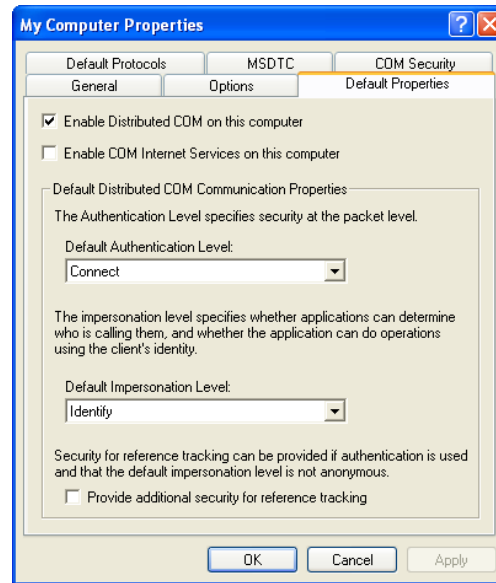 My Computer Properties
Default Protocols
MSDTC
COM Security
General
Options
Default Properties
Enable Distributed COM on this computer
Enable COM Internet Services on this computer
Default Distributed COM Communication Properties
The Authentication Level specifies security at the packet level.
Default Authentication Level:
Connect
The impersonation level specifies whether applications can determine
who is calling them, and whether the application can do operations
using the client's identity.
Default Impersonation Level:
Identify
Security for reference tracking can be provided if authentication is used
and that the default impersonation level is not anonymous.
Provide additional security for reference tracking
OK
Cancel
Apply